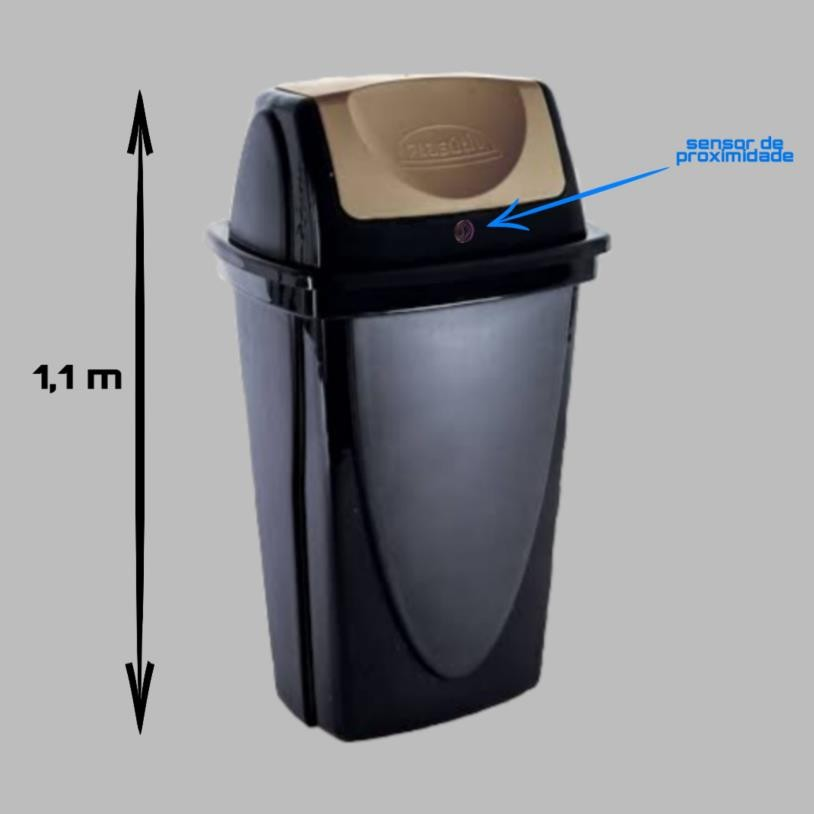 sensor de
proximidade
1,1 m